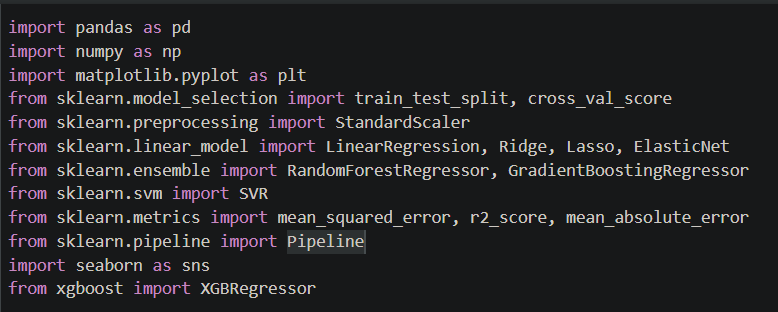 import pandas as pd
import numpy as np
import matplotlib.pyplot as plt
from sklearn.model_selection import train_test_split, cross_val_score
from sklearn.preprocessing import StandardScaler
from sklearn.linear_model import LinearRegression, Ridge, Lasso, ElasticNet
from sklearn.ensemble import RandomForestRegressor, GradientBoostingRegressor
from sklearn.svm import SVR
from sklearn.metrics import mean_squared_error, r2_score, mean_absolute_error
from sklearn.pipeline import Pipeline
import seaborn as sns
from xgboost import XGBRegressor